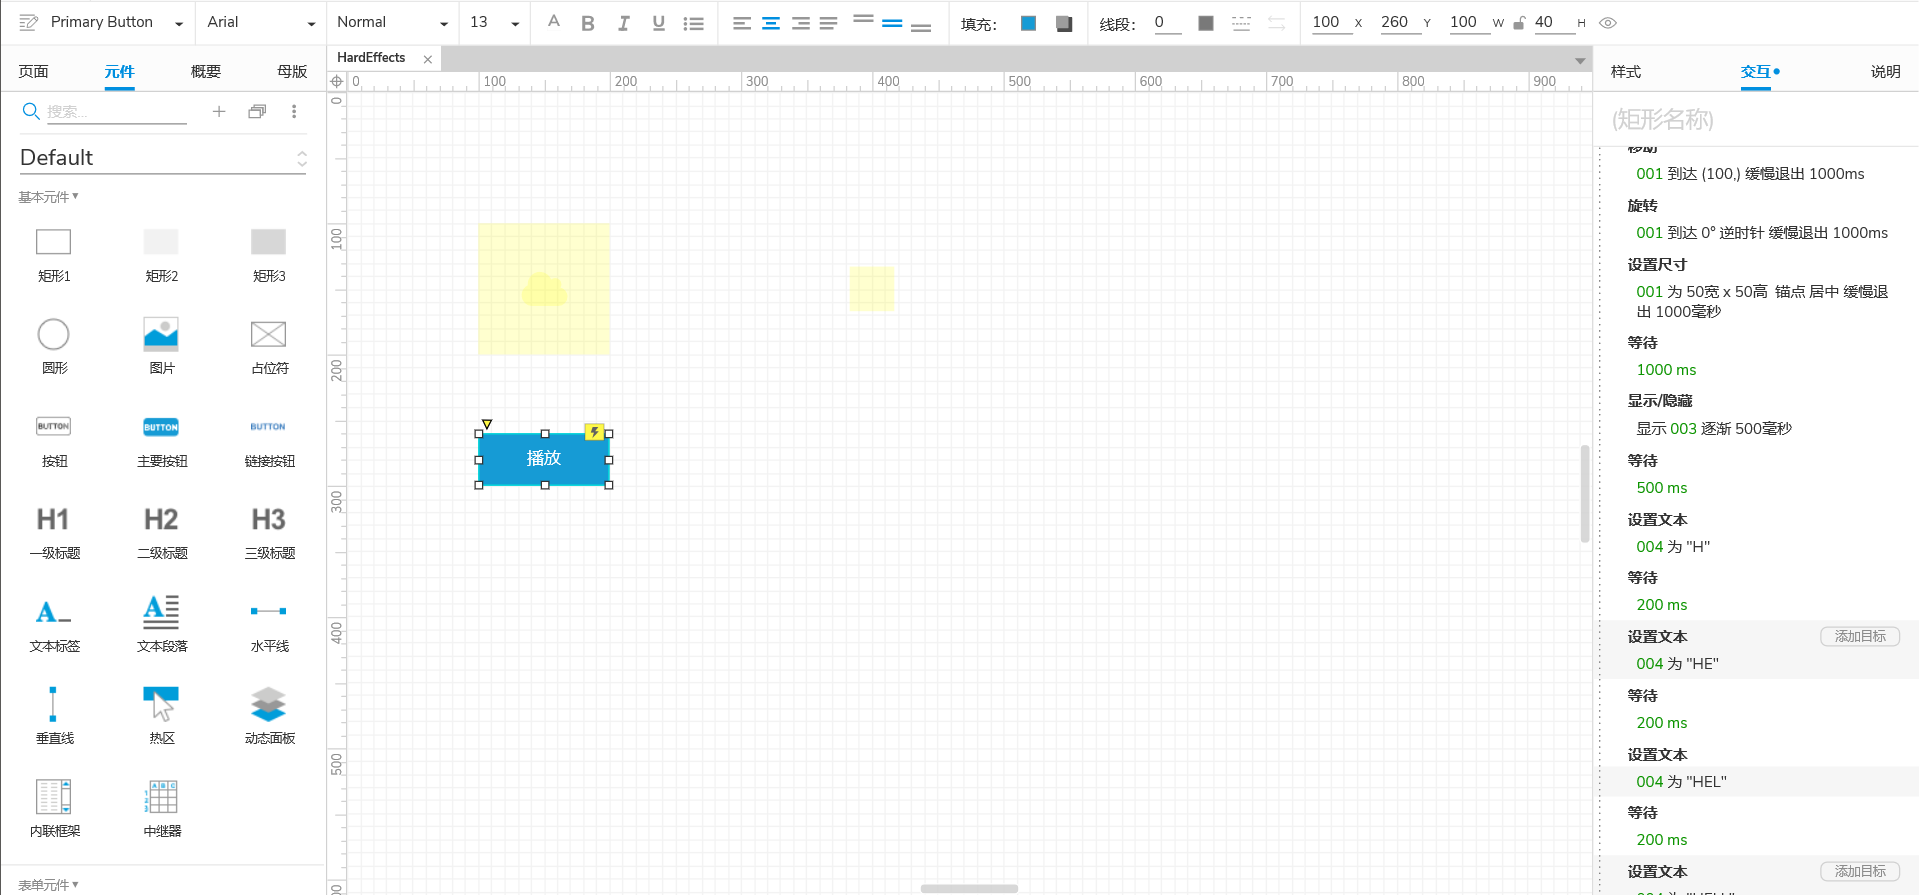 Primary Button
Arial
Normal
13
填充：
线段：
0
100 X
260 Y
100 W
40 H
页面
元件
概要
母版
HardEffects
样式
交互
说明
搜索...
Default
基本元件
矩形1
矩形2
矩形3
圆形
图片
占位符
BUTTON
BUTTON
BUTTON
按钮
主要按钮
链接按钮
H1
H2
H3
一级标题
二级标题
三级标题
A_
A
文本标签
文本段落
水平线
垂直线
热区
动态面板
A B C
1
2
3
内联框架
中继器
表单元件
0
100
200
300
400
500
600
700
800
900
0
100
200
300
400
500
播放
(矩形名称)
移动
001 到达 (100,) 缓慢退出 1000ms
旋转
001 到达 0° 逆时针 缓慢退出 1000ms
设置尺寸
001 为 50宽 x 50高 锚点 居中 缓慢退
出 1000毫秒
等待
1000 ms
显示/隐藏
显示 003 逐渐 500毫秒
等待
500 ms
设置文本
004 为 "H"
等待
200 ms
设置文本
添加目标
004 为 "HE"
等待
200 ms
设置文本
004 为 "HEL"
等待
200 ms
设置文本
添加目标